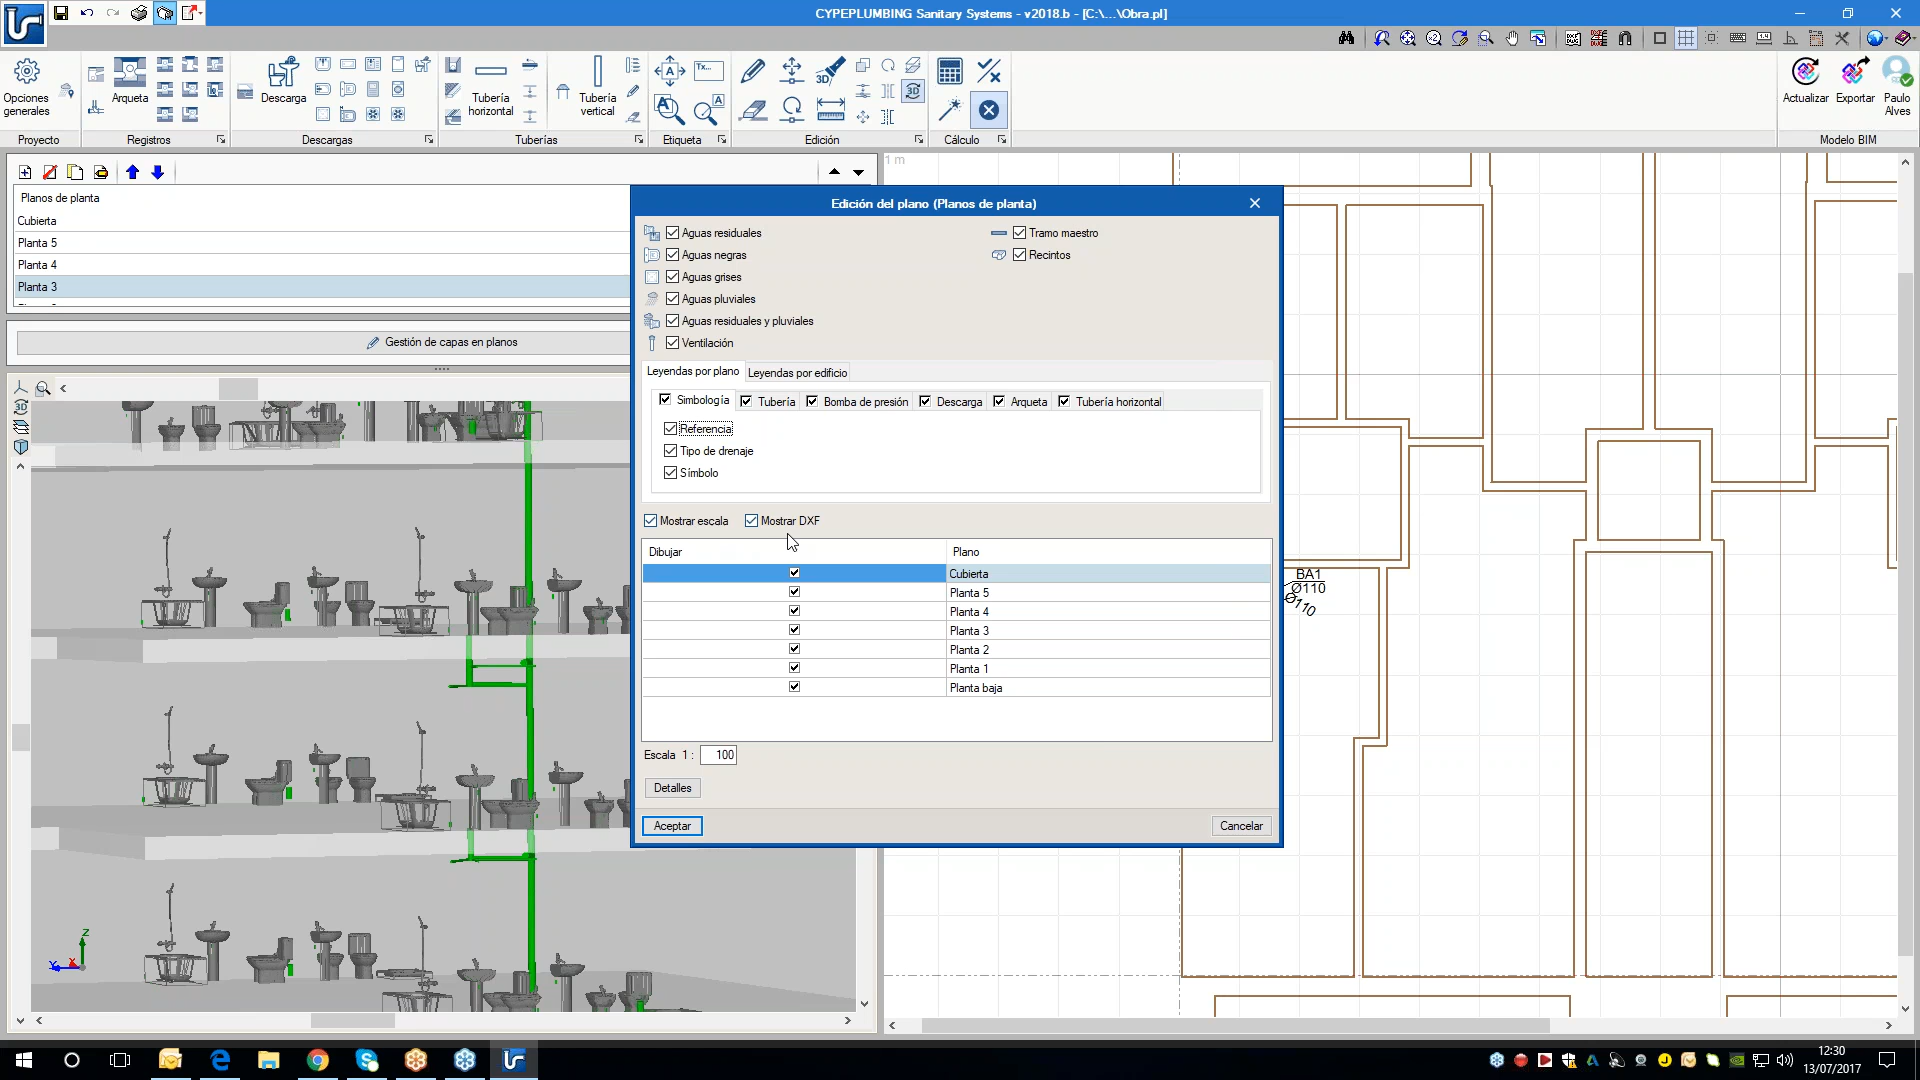 CYPEPLUMBING Sanitary Systems - v2018.b - [C:\...\Obra.pl]
Opciones generales
Arqueta
Descarga
Tubería horizontal
Tubería vertical
Tx...
3D
3D
Actualizar
Exportar
Paulo Alves
Proyecto
Registros
Descargas
Tuberías
Etiqueta
Edición
Cálculo
Modelo BIM
1 m
Planos de planta
Cubierta
Planta 5
Planta 4
Planta 3
Gestión de capas en planos
3D
Z
Y
X
Edición del plano (Planos de planta)
Aguas residuales
Tramo maestro
Aguas negras
Recintos
Aguas grises
Aguas pluviales
Aguas residuales y pluviales
Ventilación
Leyendas por plano
Leyendas por edificio
Simbología
Tubería
Bomba de presión
Descarga
Arqueta
Tubería horizontal
Referencia
Tipo de drenaje
Símbolo
Mostrar escala
Mostrar DXF
Dibujar
Plano
Cubierta
Planta 5
Planta 4
Planta 3
Planta 2
Planta 1
Planta baja
Escala 1 : 100
Detalles
Aceptar
Cancelar
BA1
Ø110
Ø110
12:30
13/07/2017